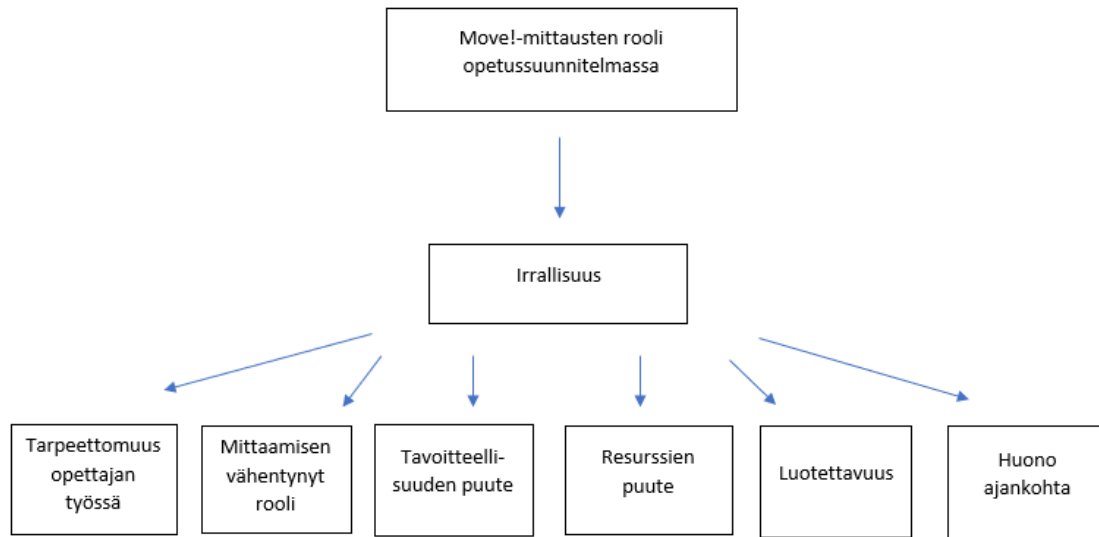 Move!-mittausten rooli
opetussuunnitelmassa
Irrallisuus
Tarpeettomuus
opettajan
työssä
Mittaamisen
vähentynyt
rooli
Tavoitteelli-
suuden puute
Resurssien
puute
Luotettavuus
Huono
ajankohta